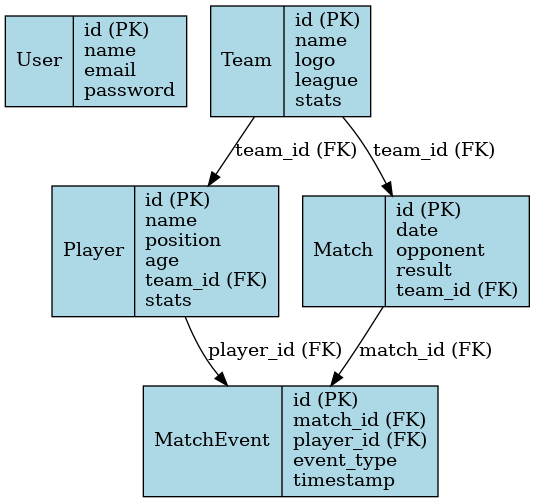 User
id (PK)
name
email
password
Team
id (PK)
name
logo
league
stats
team_id (FK)
team_id (FK)
Player
id (PK)
name
position
age
team_id (FK)
stats
Match
id (PK)
date
opponent
result
team_id (FK)
player_id (FK)
match_id (FK)
MatchEvent
id (PK)
match_id (FK)
player_id (FK)
event_type
timestamp